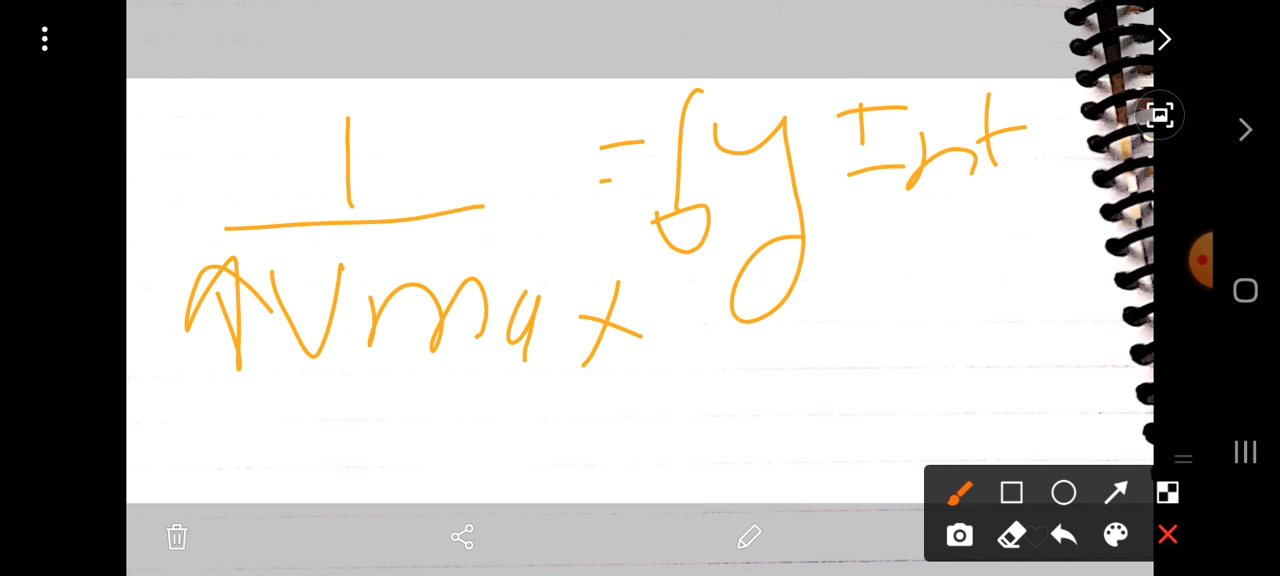 1
↑Vmax = ↓y Int